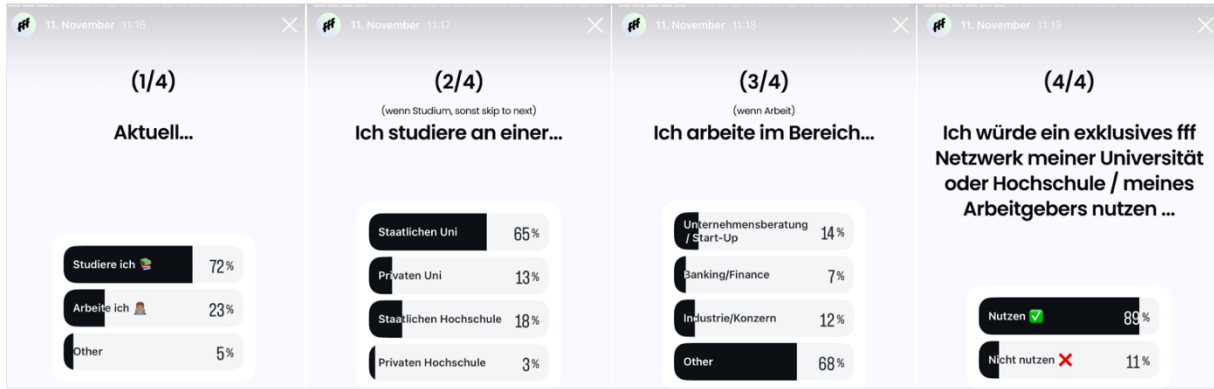 fff
11. November 11:16
(1/4)
Aktuell...
Studiere ich 📚 72%
Arbeite ich 23%
Other 5%
fff
11. November 11:17
(2/4)
(wenn Studium, sonst skip to next)
Ich studiere an einer...
Staatlichen Uni 65%
Privaten Uni 13%
Staatlichen Hochschule 18%
Privaten Hochschule 3%
fff
11. November 11:18
(3/4)
(wenn Arbeit)
Ich arbeite im Bereich...
Unternehmensberatung
/ Start-Up 14%
Banking/Finance 7%
Industrie/Konzern 12%
Other 68%
fff
11. November 11:19
(4/4)
Ich würde ein exklusives fff
Netzwerk meiner Universität
oder Hochschule / meines
Arbeitgebers nutzen ...
Nutzen ✅ 89%
Nicht nutzen ❌ 11%